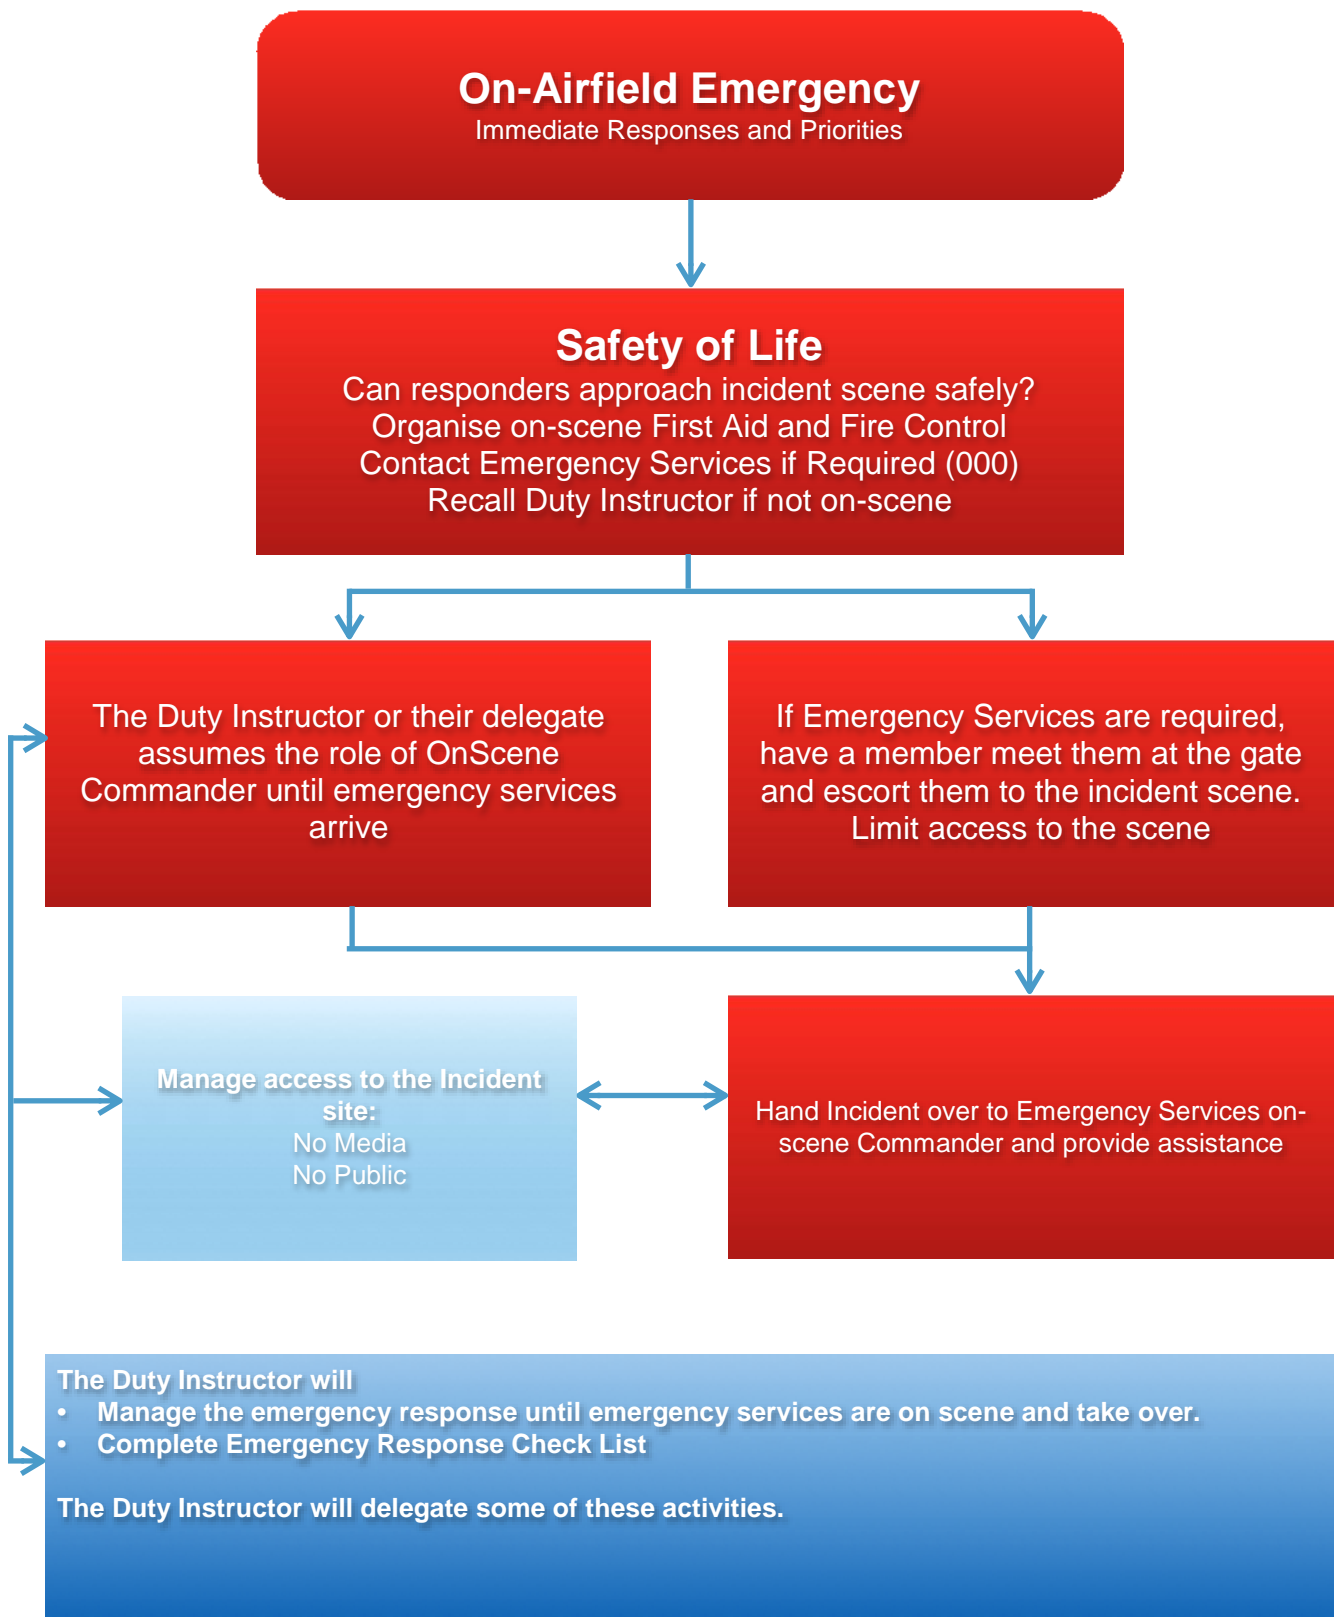 On-Airfield Emergency
Immediate Responses and Priorities
Safety of Life
Can responders approach incident scene safely?
Organise on-scene First Aid and Fire Control
Contact Emergency Services if Required (000)
Recall Duty Instructor if not on-scene
The Duty Instructor or their delegate
assumes the role of OnScene
Commander until emergency services
arrive
If Emergency Services are required,
have a member meet them at the gate
and escort them to the incident scene.
Limit access to the scene
Manage access to the Incident
site:
No Media
No Public
Hand Incident over to Emergency Services on-
scene Commander and provide assistance
The Duty Instructor will
• Manage the emergency response until emergency services are on scene and take over.
• Complete Emergency Response Check List
The Duty Instructor will delegate some of these activities.